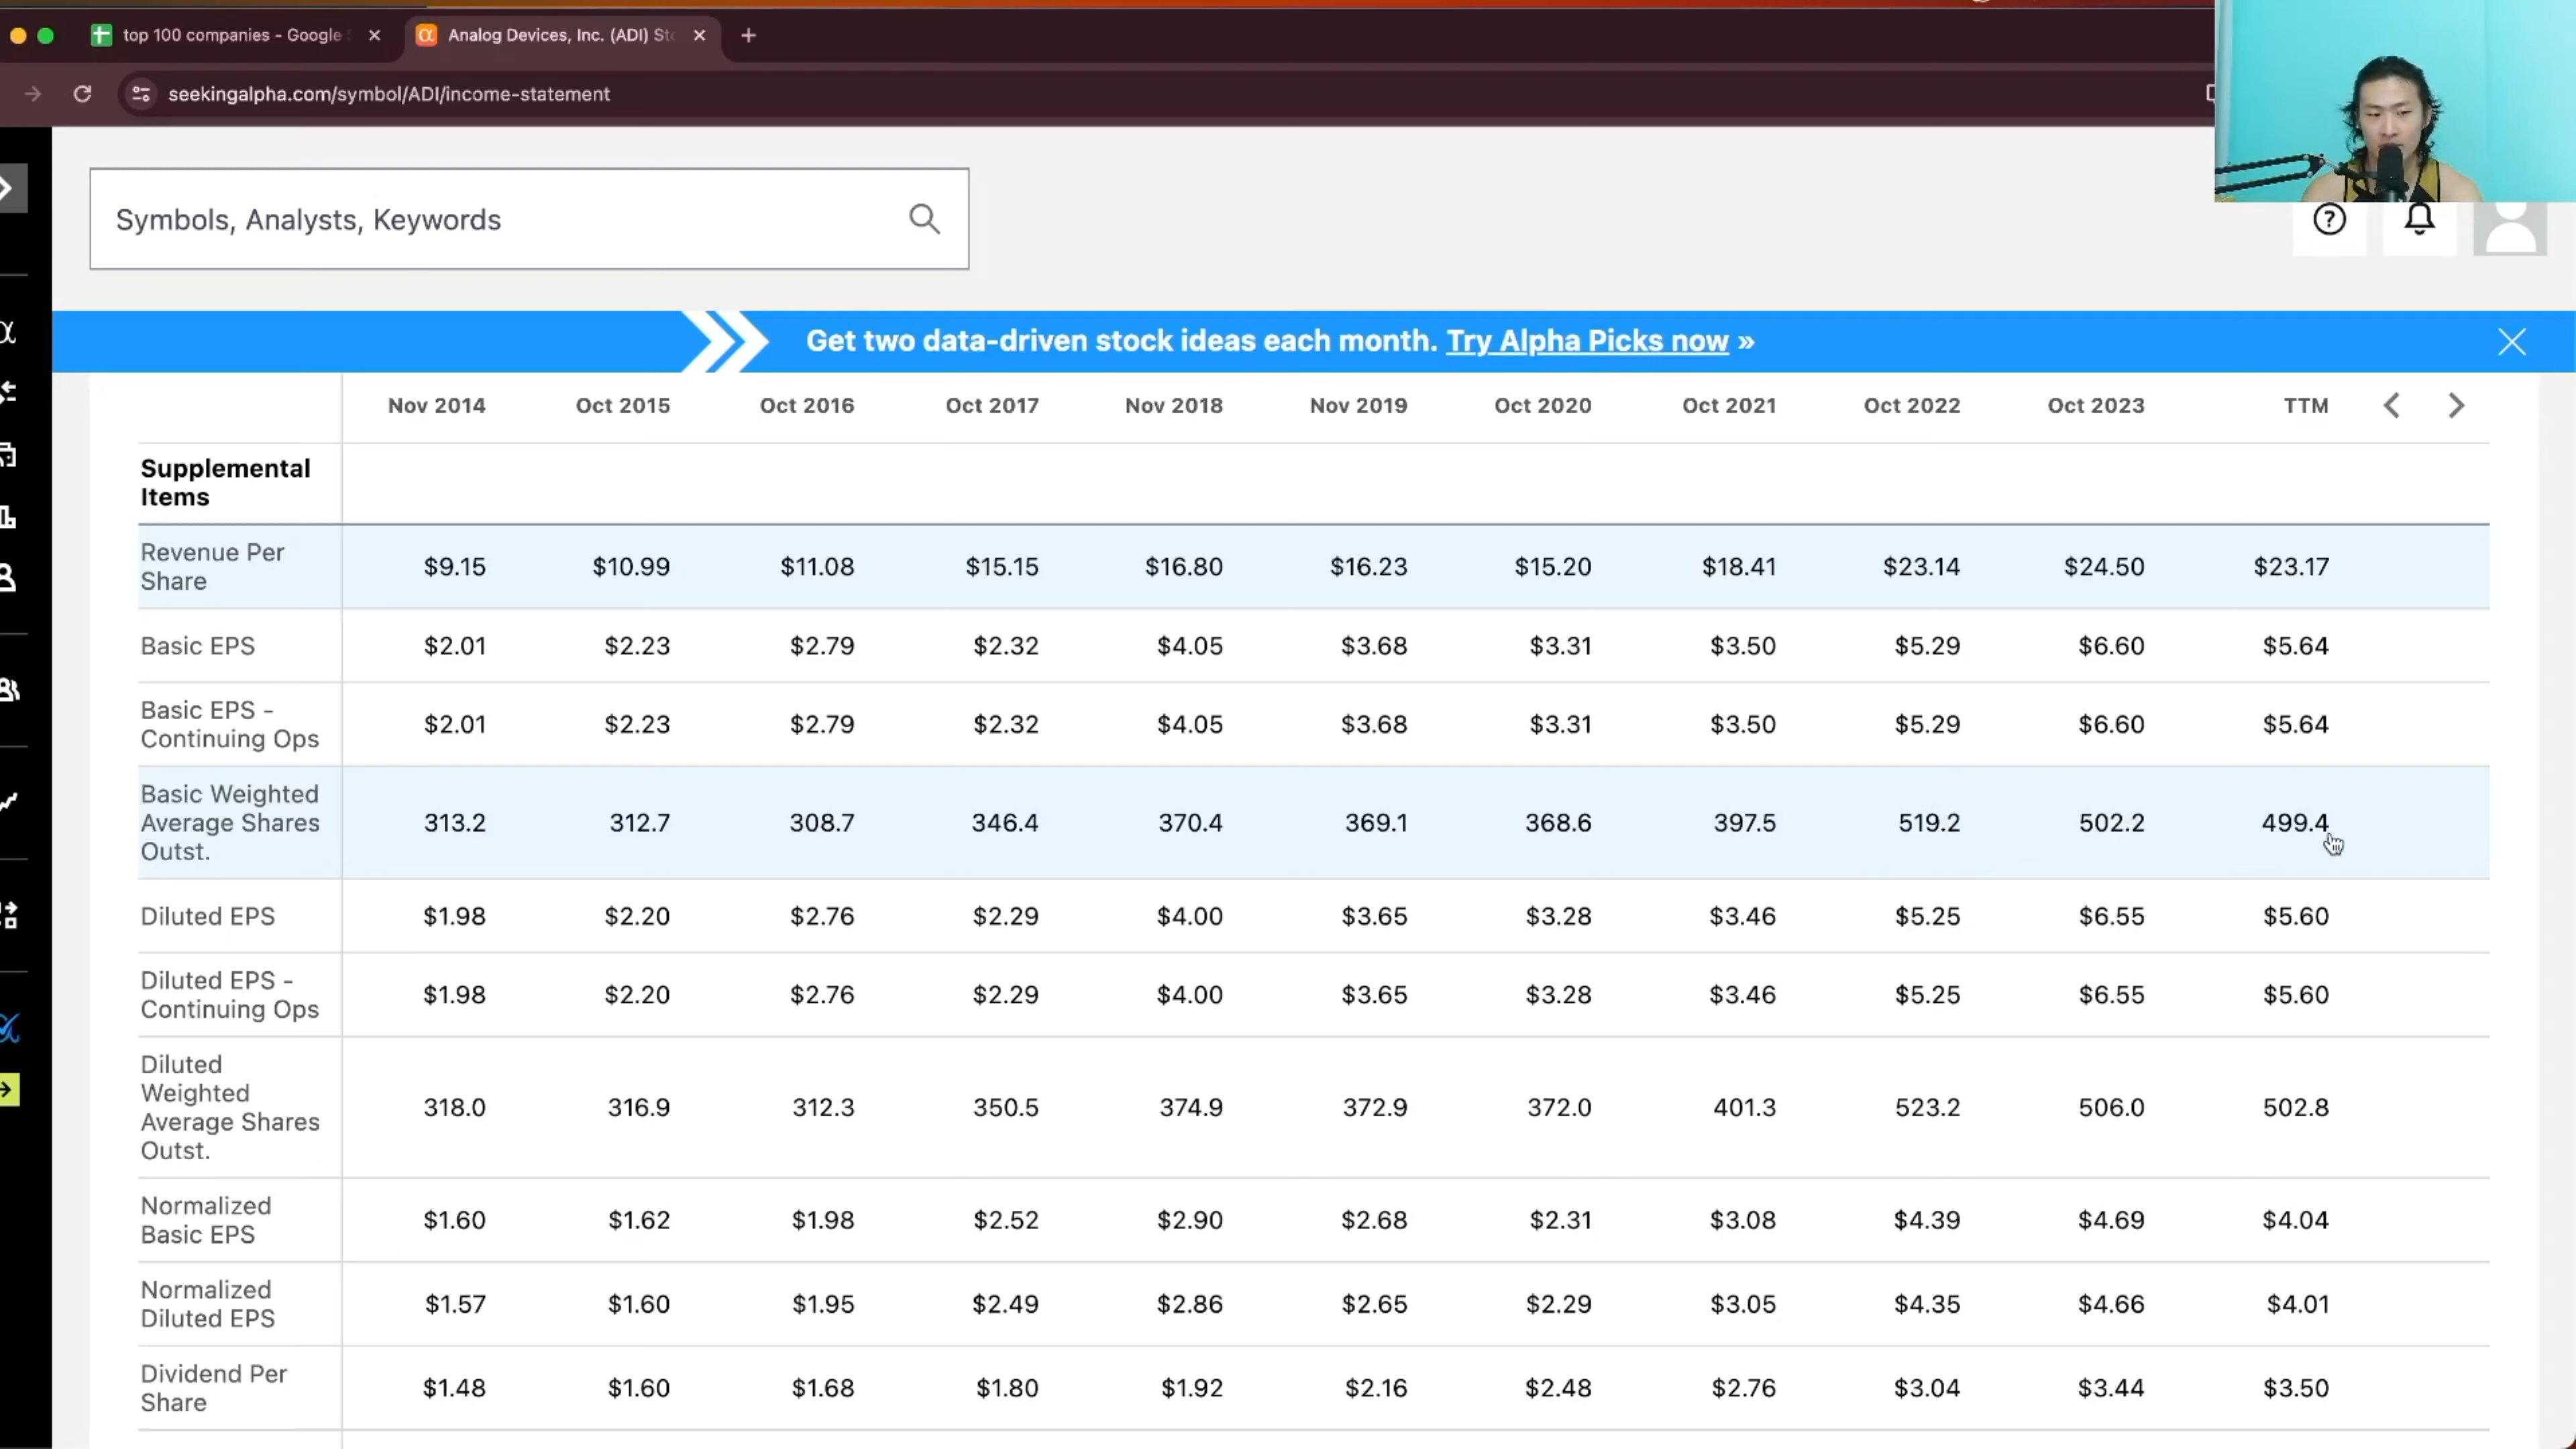 top 100 companies - Google
Analog Devices, Inc. (ADI) St
seekingalpha.com/symbol/ADI/income-statement
Symbols, Analysts, Keywords
Get two data-driven stock ideas each month. Try Alpha Picks now »
Nov 2014 Oct 2015 Oct 2016 Oct 2017 Nov 2018 Nov 2019 Oct 2020 Oct 2021 Oct 2022 Oct 2023 TTM
Supplemental
Items
Revenue Per
Share
$9.15 $10.99 $11.08 $15.15 $16.80 $16.23 $15.20 $18.41 $23.14 $24.50 $23.17
Basic EPS $2.01 $2.23 $2.79 $2.32 $4.05 $3.68 $3.31 $3.50 $5.29 $6.60 $5.64
Basic EPS -
Continuing Ops
$2.01 $2.23 $2.79 $2.32 $4.05 $3.68 $3.31 $3.50 $5.29 $6.60 $5.64
Basic Weighted
Average Shares
Outst.
313.2 312.7 308.7 346.4 370.4 369.1 368.6 397.5 519.2 502.2 499.4
Diluted EPS $1.98 $2.20 $2.76 $2.29 $4.00 $3.65 $3.28 $3.46 $5.25 $6.55 $5.60
Diluted EPS -
Continuing Ops
$1.98 $2.20 $2.76 $2.29 $4.00 $3.65 $3.28 $3.46 $5.25 $6.55 $5.60
Diluted
Weighted
Average Shares
Outst.
318.0 316.9 312.3 350.5 374.9 372.9 372.0 401.3 523.2 506.0 502.8
Normalized
Basic EPS
$1.60 $1.62 $1.98 $2.52 $2.90 $2.68 $2.31 $3.08 $4.39 $4.69 $4.04
Normalized
Diluted EPS
$1.57 $1.60 $1.95 $2.49 $2.86 $2.65 $2.29 $3.05 $4.35 $4.66 $4.01
Dividend Per
Share
$1.48 $1.60 $1.68 $1.80 $1.92 $2.16 $2.48 $2.76 $3.04 $3.44 $3.50